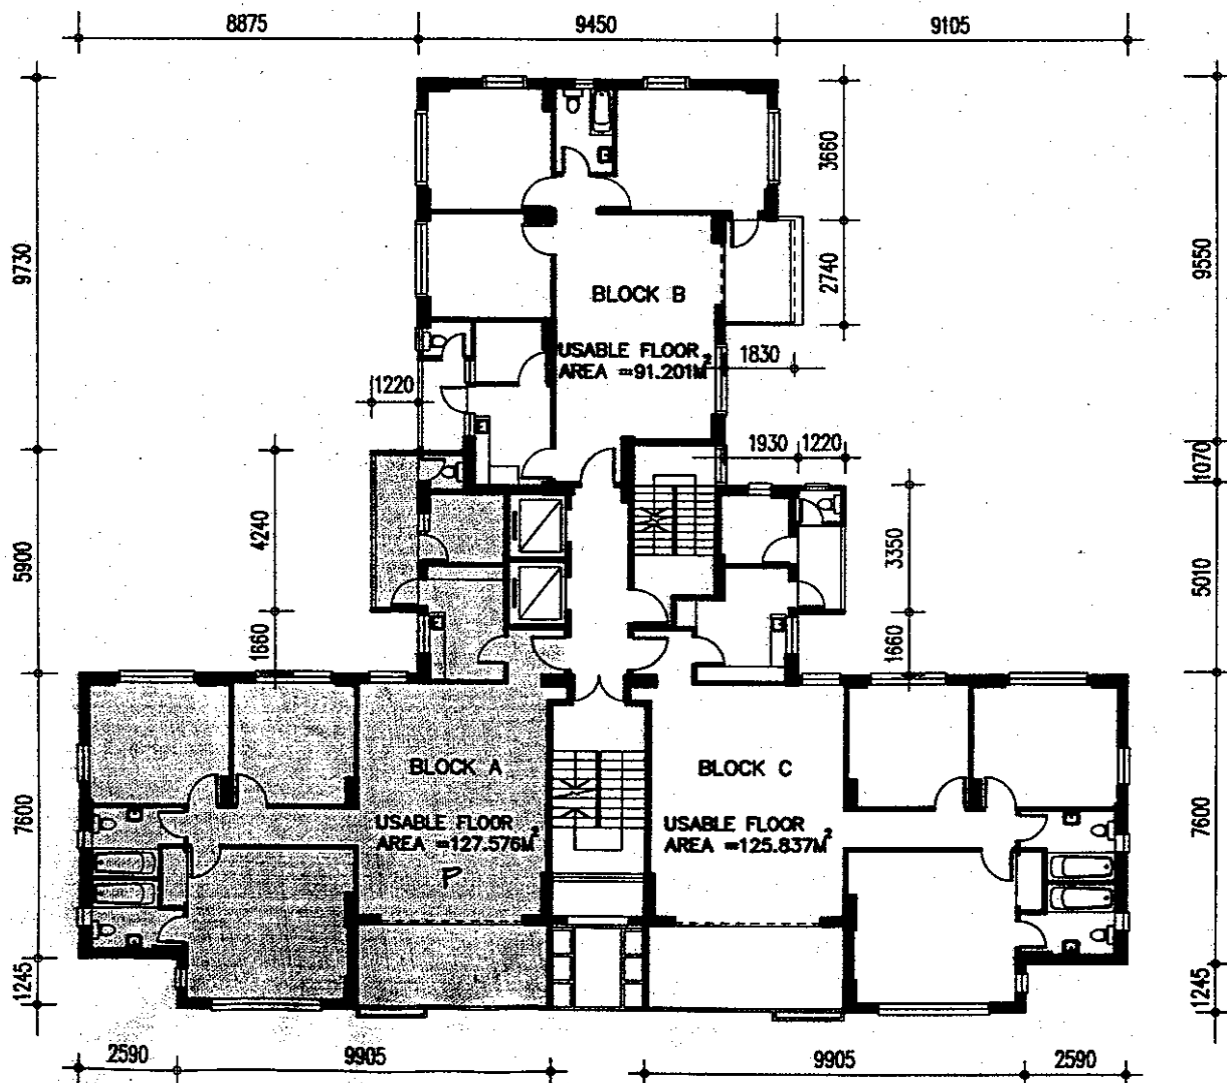 8875 9450 9105
3660
9730
2740
9550
BLOCK B
USABLE FLOOR
AREA =91.201M²
1830
1220
1930 1220
1070
4240
3350
5900
5010
1660
1660
BLOCK A
BLOCK C
7600
7600
USABLE FLOOR
AREA =127.576M²
USABLE FLOOR
AREA =125.837M²
P
1245
1245
2590 9905 9905 2590